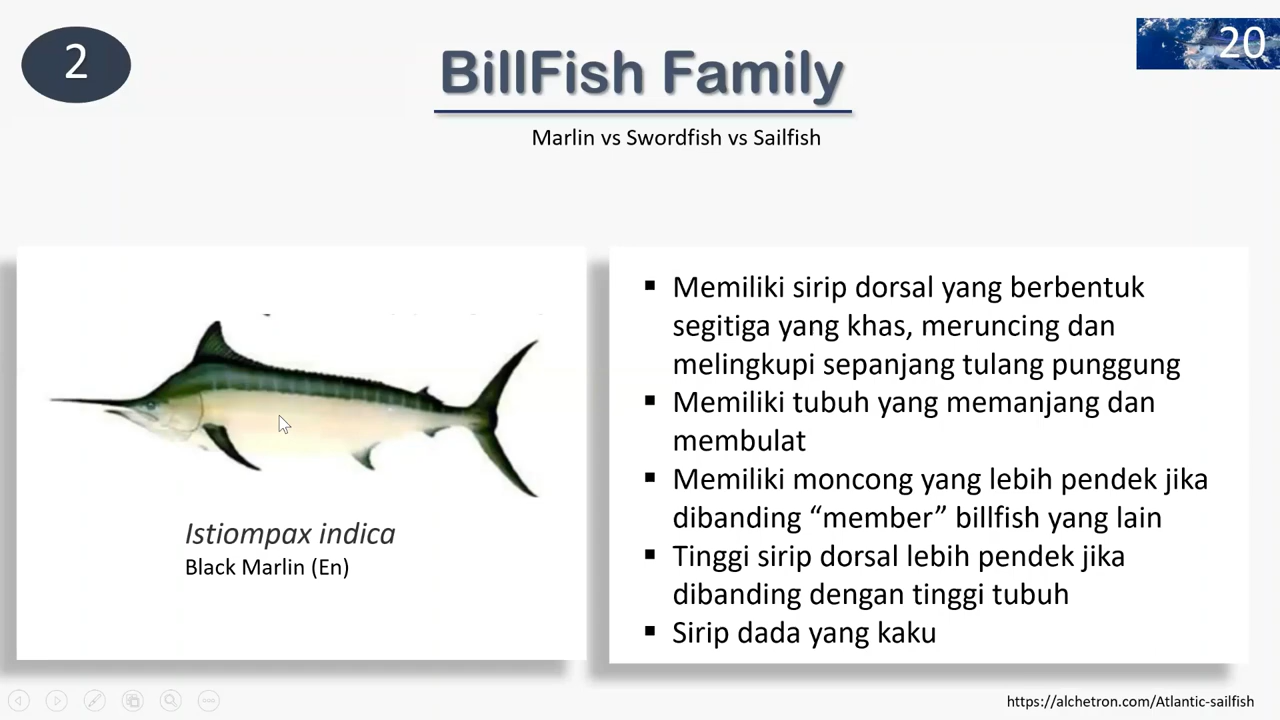 2
20
BillFish Family
Marlin vs Swordfish vs Sailfish
Istiompax indica
Black Marlin (En)
▪ Memiliki sirip dorsal yang berbentuk
segitiga yang khas, meruncing dan
melingkupi sepanjang tulang punggung
▪ Memiliki tubuh yang memanjang dan
membulat
▪ Memiliki moncong yang lebih pendek jika
dibanding “member” billfish yang lain
▪ Tinggi sirip dorsal lebih pendek jika
dibanding dengan tinggi tubuh
▪ Sirip dada yang kaku
https://alchetron.com/Atlantic-sailfish